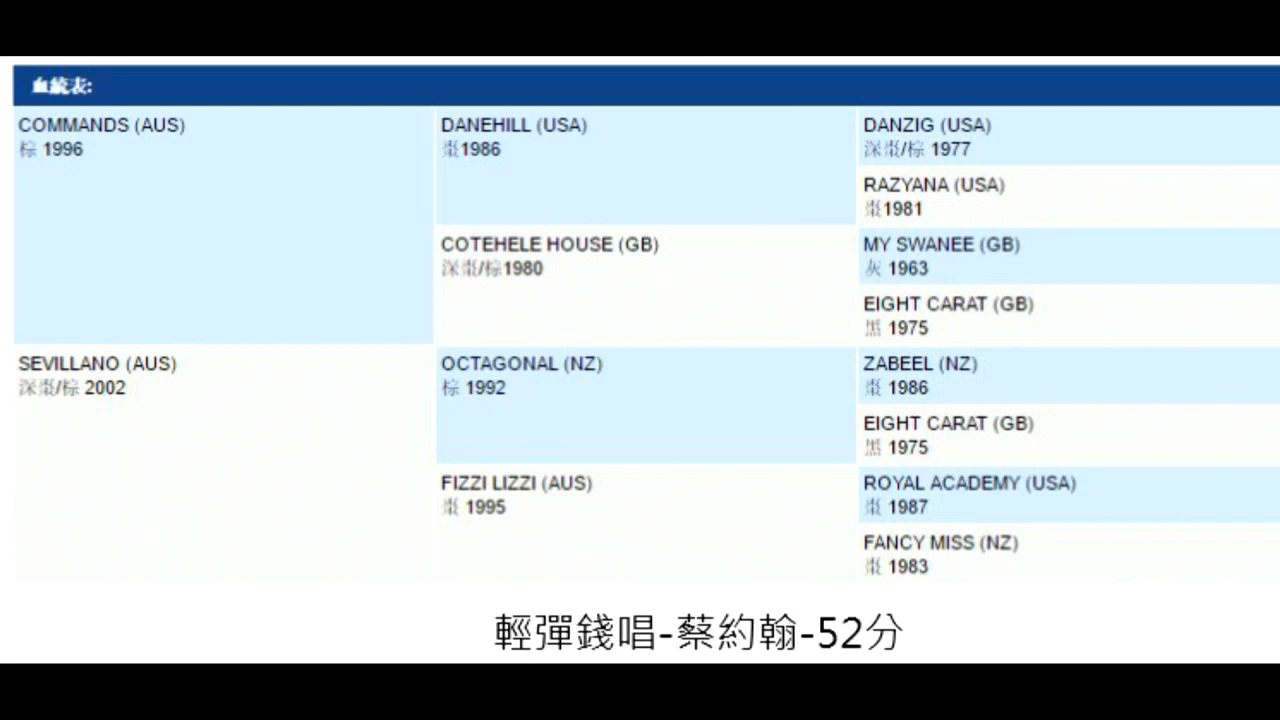 血統表:
COMMANDS (AUS)
棕 1996
DANEHILL (USA)
棗1986
DANZIG (USA)
深棗/棕 1977
RAZYANA (USA)
棗1981
COTEHELE HOUSE (GB)
深棗/棕1980
MY SWANEE (GB)
灰 1963
EIGHT CARAT (GB)
黑 1975
SEVILLANO (AUS)
深棗/棕 2002
OCTAGONAL (NZ)
棕 1992
ZABEEL (NZ)
棗 1986
EIGHT CARAT (GB)
黑 1975
FIZZI LIZZI (AUS)
棗 1995
ROYAL ACADEMY (USA)
棗 1987
FANCY MISS (NZ)
棗 1983
輕彈錢唱-蔡約翰-52分